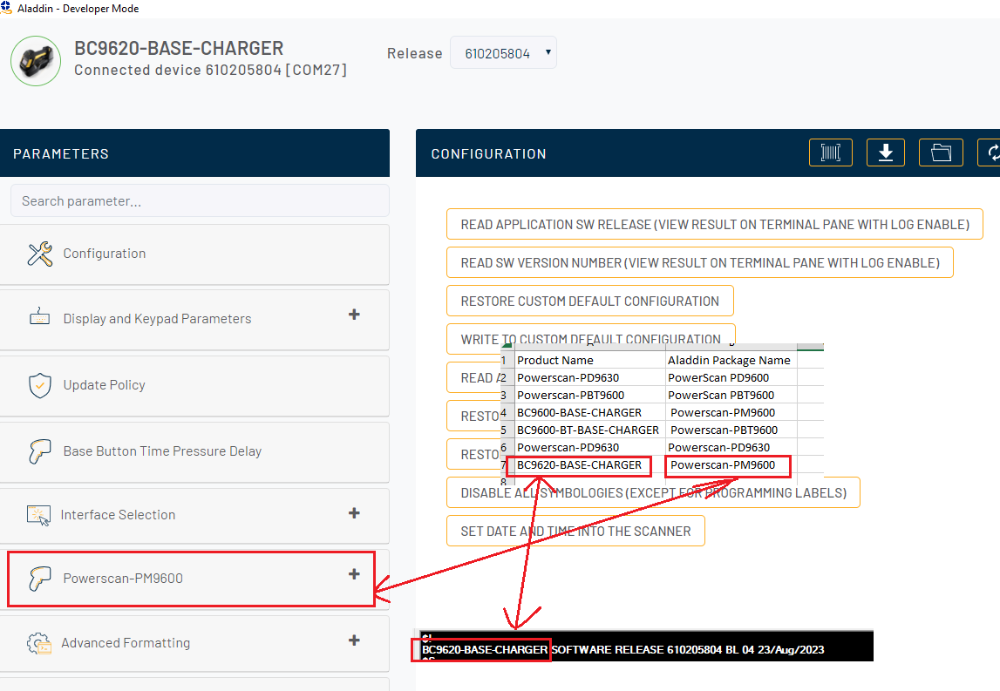 Aladdin - Developer Mode
BC9620-BASE-CHARGER
Connected device 610205804 [COM27]
Release 610205804
PARAMETERS
Search parameter...
Configuration
Display and Keypad Parameters
Update Policy
Base Button Time Pressure Delay
Interface Selection
Powerscan-PM9600
Advanced Formatting
CONFIGURATION
READ APPLICATION SW RELEASE (VIEW RESULT ON TERMINAL PANE WITH LOG ENABLE)
READ SW VERSION NUMBER (VIEW RESULT ON TERMINAL PANE WITH LOG ENABLE)
RESTORE CUSTOM DEFAULT CONFIGURATION
WRITE TO CUSTOM DEFAULT CONFIGURATION
READ
RESTO
RESTO
1 Product Name Aladdin Package Name
2 Powerscan-PD9630 PowerScan PD9600
3 Powerscan-PBT9600 PowerScan PBT9600
4 BC9600-BASE-CHARGER Powerscan-PM9600
5 BC9600-BT-BASE-CHARGER Powerscan-PBT9600
6 Powerscan-PD9630 Powerscan-PD9630
7 BC9620-BASE-CHARGER Powerscan-PM9600
8
DISABLE ALL SYMBOLOGIES (EXCEPT FOR PROGRAMMING LABELS)
SET DATE AND TIME INTO THE SCANNER
BC9620-BASE-CHARGER SOFTWARE RELEASE 610205804 BL 04 23/Aug/2023